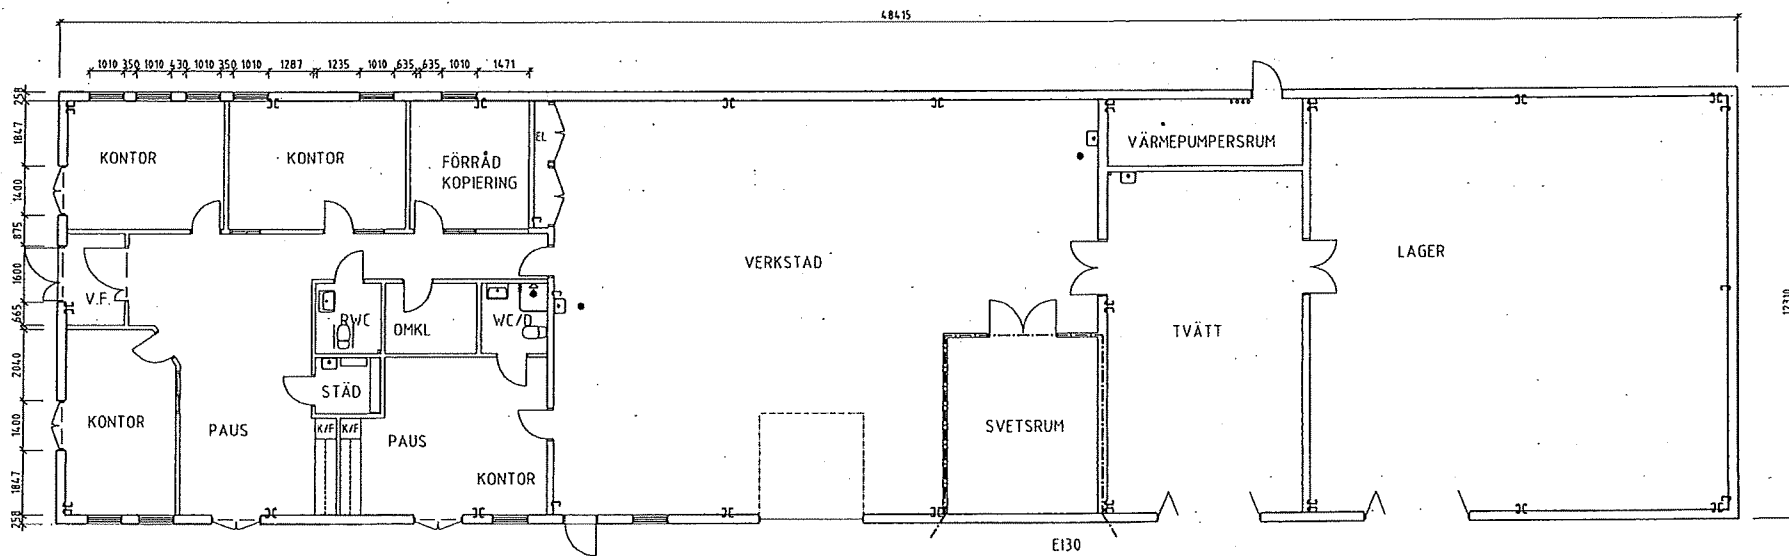 48415
1010 350 1010 430 1010 350 1010 1287 1235 1010 635 635 1010 1471
258
1847
1400
875
1600
665
2040
1400
1847
258
KONTOR
KONTOR
FÖRRÅD
KOPIERING
EL
VÄRMEPUMPERSRUM
VERKSTAD
LAGER
V.F.
RWC
OMKL
WC/D
TVÄTT
STÄD
KONTOR
PAUS
K/F
K/F
PAUS
KONTOR
SVETSRUM
EI30
12310